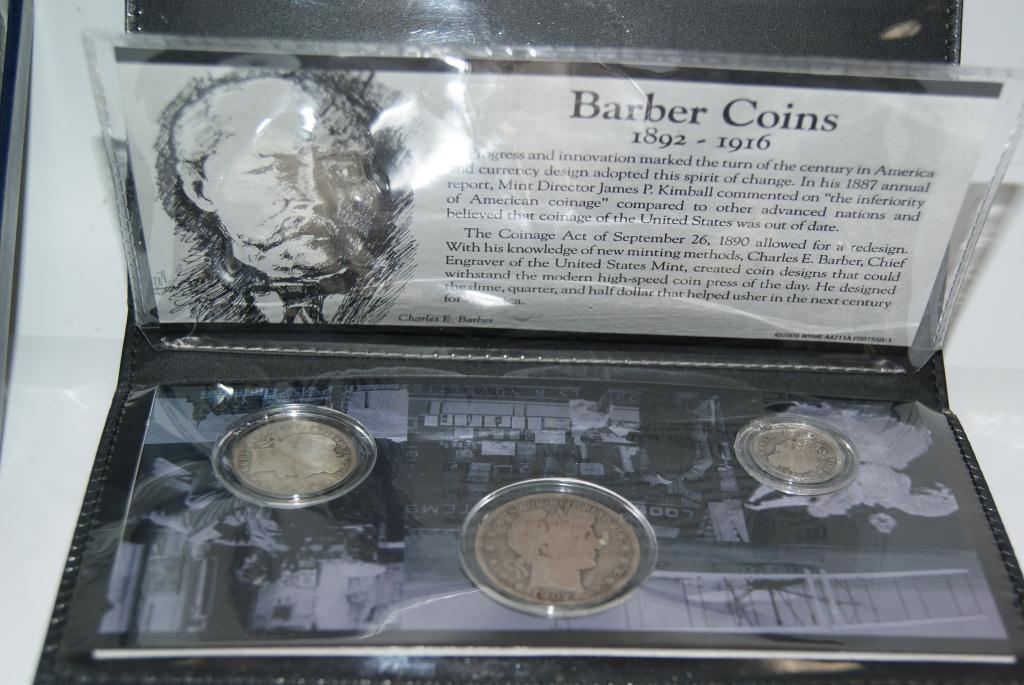 Barber Coins
1892 - 1916
ogress and innovation marked the turn of the century in America
and currency design adopted this spirit of change. In his 1887 annual
report, Mint Director James P. Kimball commented on “the inferiority
of American coinage” compared to other advanced nations and
believed that coinage of the United States was out of date.
The Coinage Act of September 26, 1890 allowed for a redesign.
With his knowledge of new minting methods, Charles E. Barber, Chief
Engraver of the United States Mint, created coin designs that could
withstand the modern high-speed coin press of the day. He designed
the dime, quarter, and half dollar that helped usher in the next century
for ica.
Charles E. Barber